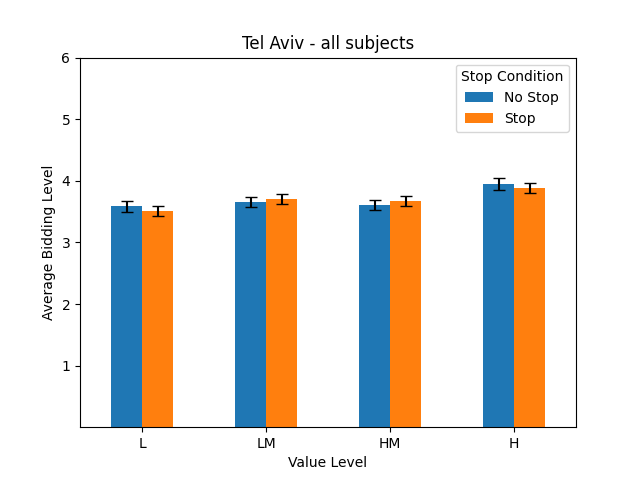 Tel Aviv - all subjects
Stop Condition
No Stop
Stop
6
5
4
3
2
1
Average Bidding Level
L
LM
HM
H
Value Level